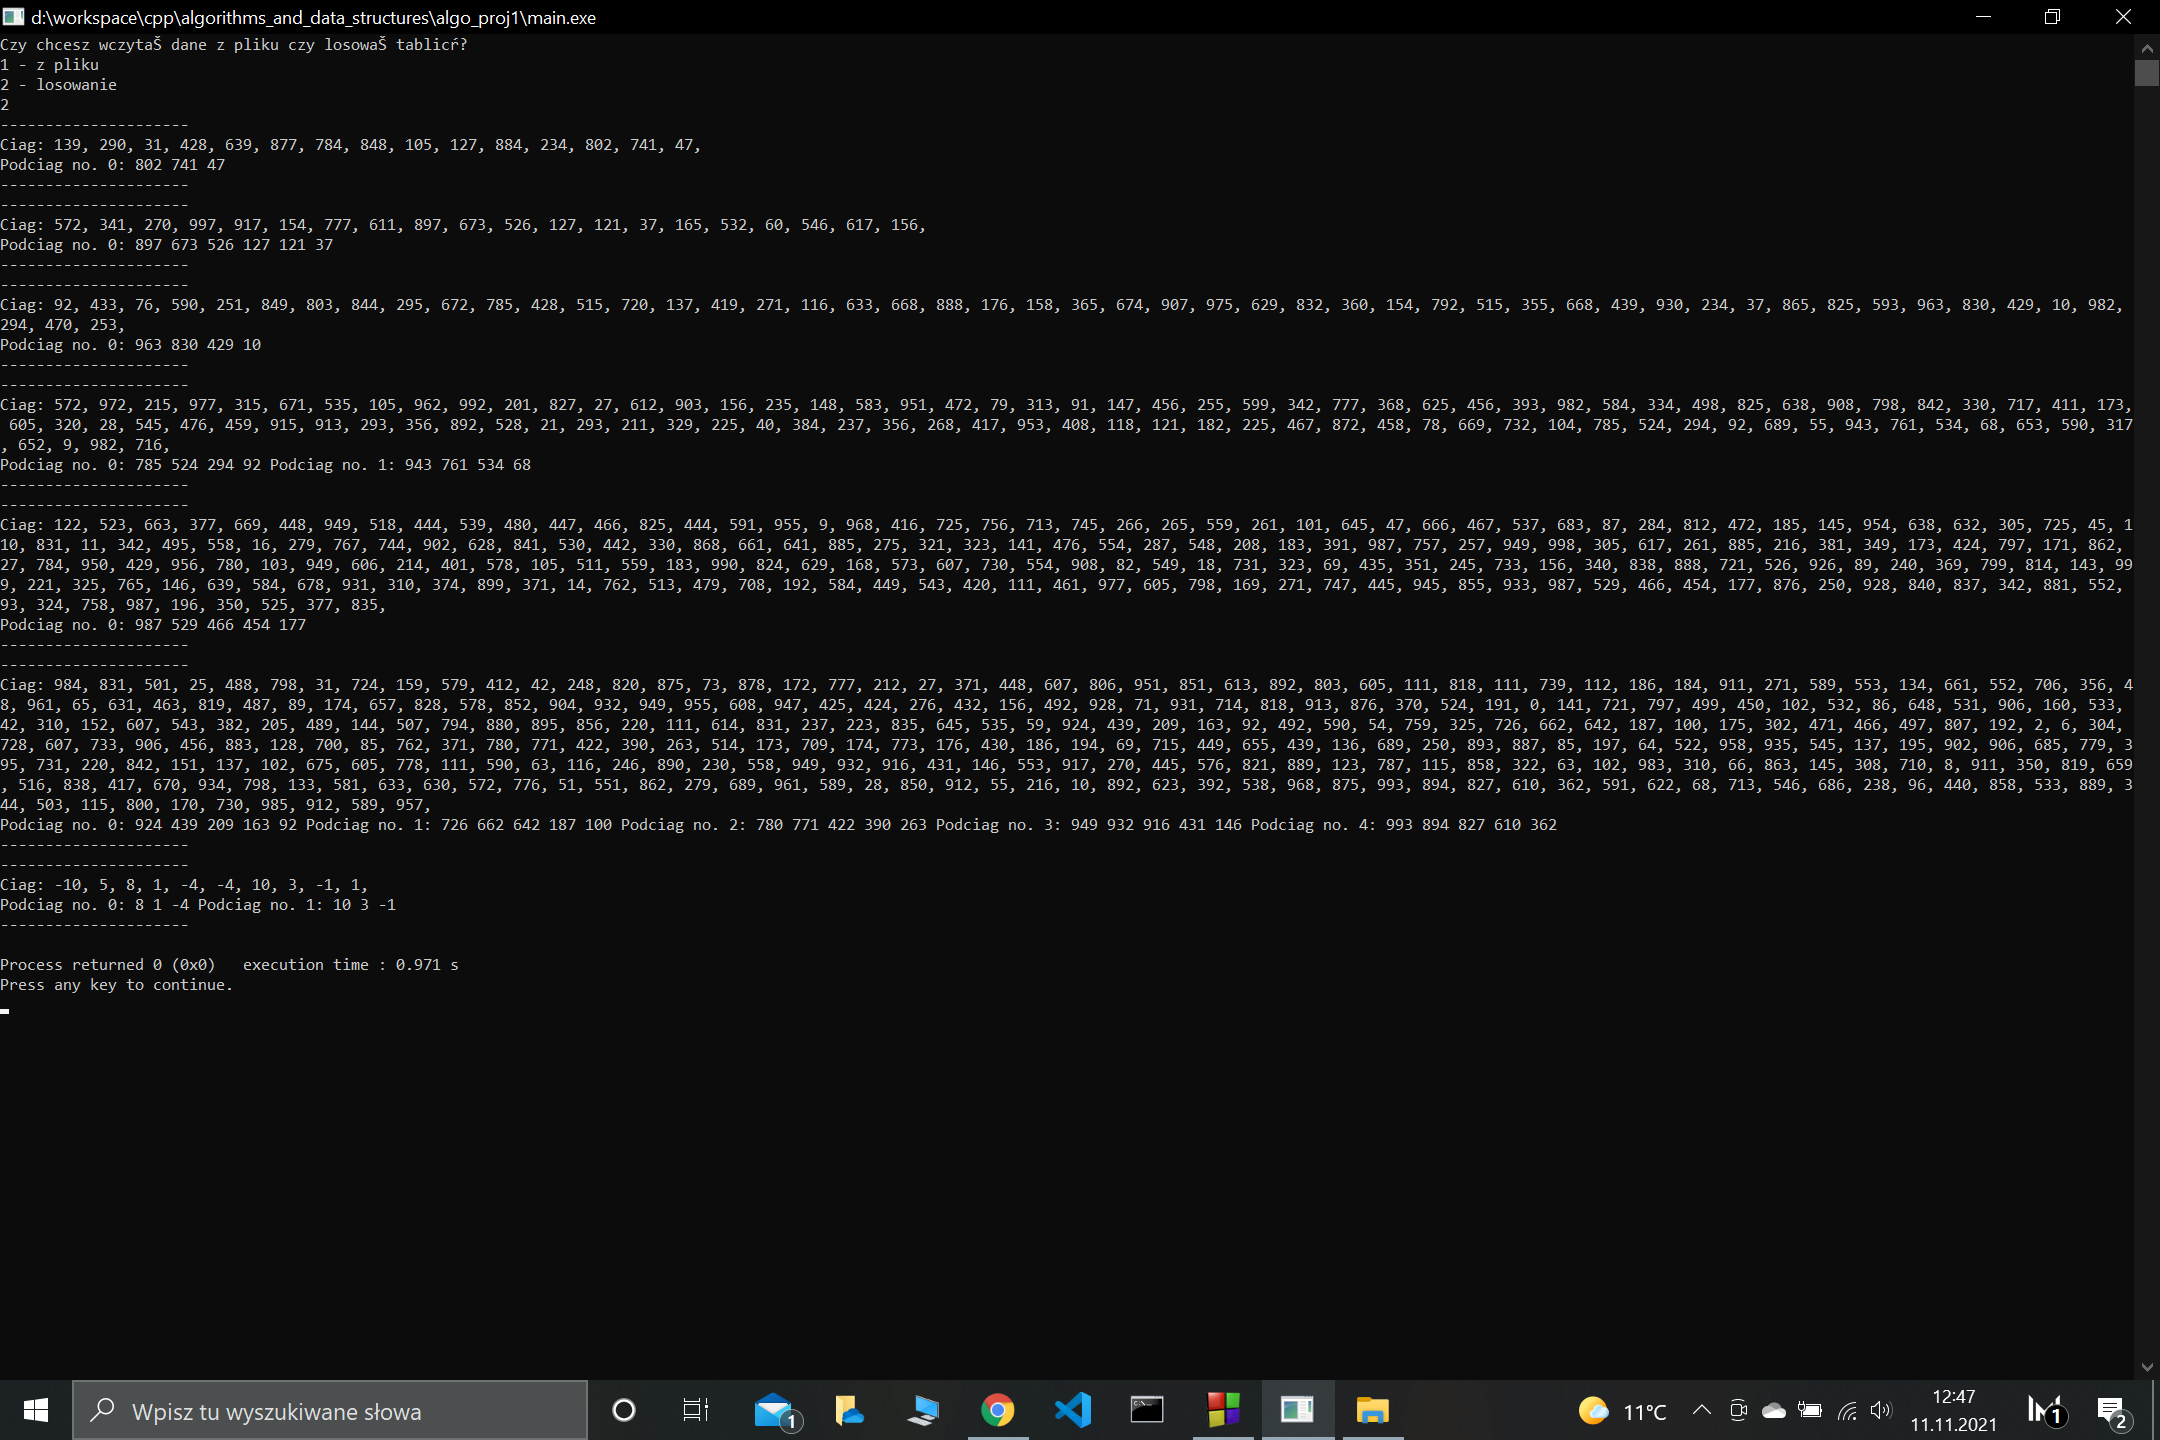 d:\workspace\cpp\algorithms_and_data_structures\algo_proj1\main.exe
Czy chcesz wczytaŠ dane z pliku czy losowaŠ tablicŕ?
1 - z pliku
2 - losowanie
2
---------------------
Ciag: 139, 290, 31, 428, 639, 877, 784, 848, 105, 127, 884, 234, 802, 741, 47,
Podciag no. 0: 802 741 47
---------------------
---------------------
Ciag: 572, 341, 270, 997, 917, 154, 777, 611, 897, 673, 526, 127, 121, 37, 165, 532, 60, 546, 617, 156,
Podciag no. 0: 897 673 526 127 121 37
---------------------
---------------------
Ciag: 92, 433, 76, 590, 251, 849, 803, 844, 295, 672, 785, 428, 515, 720, 137, 419, 271, 116, 633, 668, 888, 176, 158, 365, 674, 907, 975, 629, 832, 360, 154, 792, 515, 355, 668, 439, 930, 234, 37, 865, 825, 593, 963, 830, 429, 10, 982,
294, 470, 253,
Podciag no. 0: 963 830 429 10
---------------------
---------------------
Ciag: 572, 972, 215, 977, 315, 671, 535, 105, 962, 992, 201, 827, 27, 612, 903, 156, 235, 148, 583, 951, 472, 79, 313, 91, 147, 456, 255, 599, 342, 777, 368, 625, 456, 393, 982, 584, 334, 498, 825, 638, 908, 798, 842, 330, 717, 411, 173,
605, 320, 28, 545, 476, 459, 915, 913, 293, 356, 892, 528, 21, 293, 211, 329, 225, 40, 384, 237, 356, 268, 417, 953, 408, 118, 121, 182, 225, 467, 872, 458, 78, 669, 732, 104, 785, 524, 294, 92, 689, 55, 943, 761, 534, 68, 653, 590, 317
, 652, 9, 982, 716,
Podciag no. 0: 785 524 294 92 Podciag no. 1: 943 761 534 68
---------------------
---------------------
Ciag: 122, 523, 663, 377, 669, 448, 949, 518, 444, 539, 480, 447, 466, 825, 444, 591, 955, 9, 968, 416, 725, 756, 713, 745, 266, 265, 559, 261, 101, 645, 47, 666, 467, 537, 683, 87, 284, 812, 472, 185, 145, 954, 638, 632, 305, 725, 45, 1
10, 831, 11, 342, 495, 558, 16, 279, 767, 744, 902, 628, 841, 530, 442, 330, 868, 661, 641, 885, 275, 321, 323, 141, 476, 554, 287, 548, 208, 183, 391, 987, 757, 257, 949, 998, 305, 617, 261, 885, 216, 381, 349, 173, 424, 797, 171, 862,
27, 784, 950, 429, 956, 780, 103, 949, 606, 214, 401, 578, 105, 511, 559, 183, 990, 824, 629, 168, 573, 607, 730, 554, 908, 82, 549, 18, 731, 323, 69, 435, 351, 245, 733, 156, 340, 838, 888, 721, 526, 926, 89, 240, 369, 799, 814, 143, 99
9, 221, 325, 765, 146, 639, 584, 678, 931, 310, 374, 899, 371, 14, 762, 513, 479, 708, 192, 584, 449, 543, 420, 111, 461, 977, 605, 798, 169, 271, 747, 445, 945, 855, 933, 987, 529, 466, 454, 177, 876, 250, 928, 840, 837, 342, 881, 552,
93, 324, 758, 987, 196, 350, 525, 377, 835,
Podciag no. 0: 987 529 466 454 177
---------------------
---------------------
Ciag: 984, 831, 501, 25, 488, 798, 31, 724, 159, 579, 412, 42, 248, 820, 875, 73, 878, 172, 777, 212, 27, 371, 448, 607, 806, 951, 851, 613, 892, 803, 605, 111, 818, 111, 739, 112, 186, 184, 911, 271, 589, 553, 134, 661, 552, 706, 356, 4
8, 961, 65, 631, 463, 819, 487, 89, 174, 657, 828, 578, 852, 904, 932, 949, 955, 608, 947, 425, 424, 276, 432, 156, 492, 928, 71, 931, 714, 818, 913, 876, 370, 524, 191, 0, 141, 721, 797, 499, 450, 102, 532, 86, 648, 531, 906, 160, 533,
42, 310, 152, 607, 543, 382, 205, 489, 144, 507, 794, 880, 895, 856, 220, 111, 614, 831, 237, 223, 835, 645, 535, 59, 924, 439, 209, 163, 92, 492, 590, 54, 759, 325, 726, 662, 642, 187, 100, 175, 302, 471, 466, 497, 807, 192, 2, 6, 304,
728, 607, 733, 906, 456, 883, 128, 700, 85, 762, 371, 780, 771, 422, 390, 263, 514, 173, 709, 174, 773, 176, 430, 186, 194, 69, 715, 449, 655, 439, 136, 689, 250, 893, 887, 85, 197, 64, 522, 958, 935, 545, 137, 195, 902, 906, 685, 779, 3
95, 731, 220, 842, 151, 137, 102, 675, 605, 778, 111, 590, 63, 116, 246, 890, 230, 558, 949, 932, 916, 431, 146, 553, 917, 270, 445, 576, 821, 889, 123, 787, 115, 858, 322, 63, 102, 983, 310, 66, 863, 145, 308, 710, 8, 911, 350, 819, 659
, 516, 838, 417, 670, 934, 798, 133, 581, 633, 630, 572, 776, 51, 551, 862, 279, 689, 961, 589, 28, 850, 912, 55, 216, 10, 892, 623, 392, 538, 968, 875, 993, 894, 827, 610, 362, 591, 622, 68, 713, 546, 686, 238, 96, 440, 858, 533, 889, 3
44, 503, 115, 800, 170, 730, 985, 912, 589, 957,
Podciag no. 0: 924 439 209 163 92 Podciag no. 1: 726 662 642 187 100 Podciag no. 2: 780 771 422 390 263 Podciag no. 3: 949 932 916 431 146 Podciag no. 4: 993 894 827 610 362
---------------------
---------------------
Ciag: -10, 5, 8, 1, -4, -4, 10, 3, -1, 1,
Podciag no. 0: 8 1 -4 Podciag no. 1: 10 3 -1
---------------------
Process returned 0 (0x0)   execution time : 0.971 s
Press any key to continue.
Wpisz tu wyszukiwane słowa
1
11°C
12:47
11.11.2021
1
2